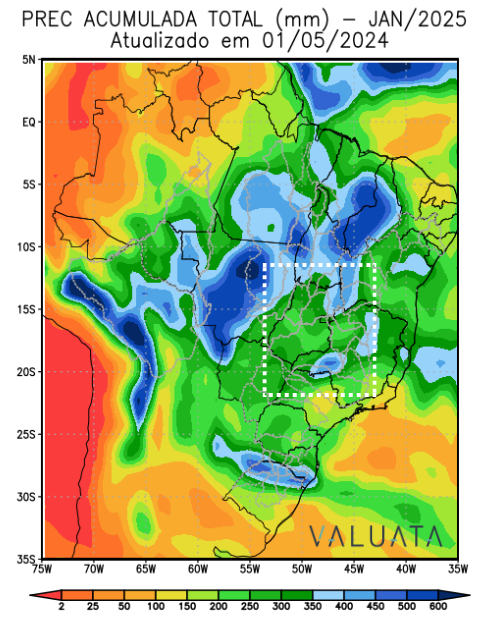 PREC ACUMULADA TOTAL (mm) – JAN/2025
Atualizado em 01/05/2024
5N
EQ
5S
10S
15S
20S
25S
30S
35S
VALUATA
75W 70W 65W 60W 55W 50W 45W 40W 35W
2 25 50 100 150 200 250 300 350 400 450 500 600